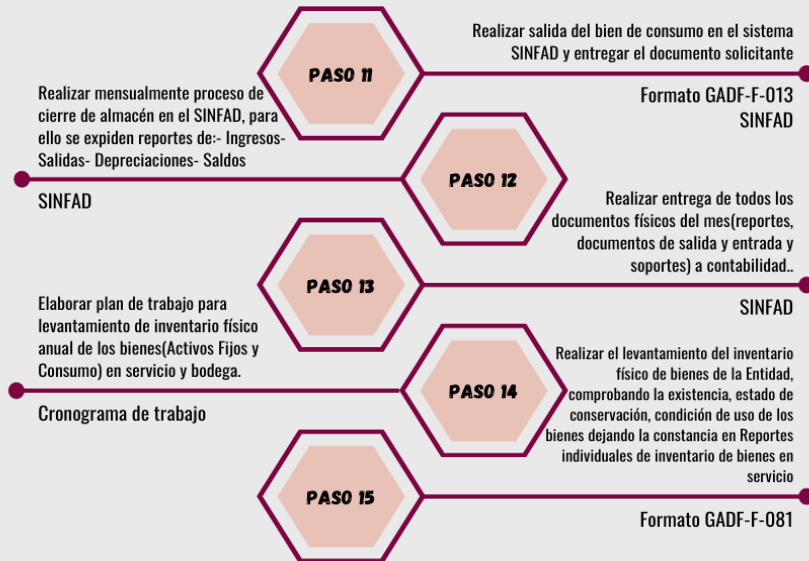 PASO 11
Realizar salida del bien de consumo en el sistema
SINFAD y entregar el documento solicitante
Formato GADF-F-013
SINFAD
Realizar mensualmente proceso de
cierre de almacén en el SINFAD, para
ello se expiden reportes de:- Ingresos-
Salidas- Depreciaciones- Saldos
SINFAD
PASO 12
Realizar entrega de todos los
documentos físicos del mes(reportes,
documentos de salida y entrada y
soportes) a contabilidad..
SINFAD
PASO 13
Elaborar plan de trabajo para
levantamiento de inventario físico
anual de los bienes(Activos Fijos y
Consumo) en servicio y bodega.
Cronograma de trabajo
PASO 14
Realizar el levantamiento del inventario
físico de bienes de la Entidad,
comprobando la existencia, estado de
conservación, condición de uso de los
bienes dejando la constancia en Reportes
individuales de inventario de bienes en
servicio
Formato GADF-F-081
PASO 15